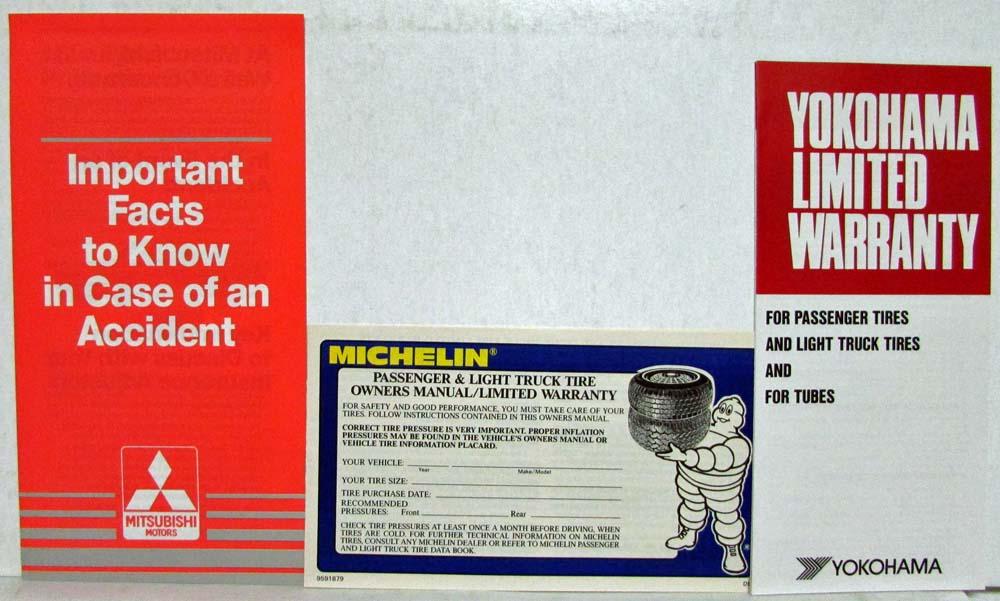 Important
Facts
to Know
in Case of an
Accident
MITSUBISHI
MOTORS
MICHELIN®
PASSENGER & LIGHT TRUCK TIRE
OWNERS MANUAL/LIMITED WARRANTY
FOR SAFETY AND GOOD PERFORMANCE, YOU MUST TAKE CARE OF YOUR
TIRES. FOLLOW INSTRUCTIONS CONTAINED IN THIS OWNERS MANUAL.
CORRECT TIRE PRESSURE IS VERY IMPORTANT. PROPER INFLATION
PRESSURES MAY BE FOUND IN THE VEHICLE'S OWNERS MANUAL OR
VEHICLE TIRE INFORMATION PLACARD.
YOUR VEHICLE:
Year Make/Model
YOUR TIRE SIZE:
TIRE PURCHASE DATE:
RECOMMENDED
PRESSURES: Front Rear
CHECK TIRE PRESSURES AT LEAST ONCE A MONTH BEFORE DRIVING, WHEN
TIRES ARE COLD. FOR FURTHER TECHNICAL INFORMATION ON MICHELIN
TIRES, CONSULT ANY MICHELIN DEALER OR REFER TO MICHELIN PASSENGER
AND LIGHT TRUCK TIRE DATA BOOK.
9591879
YOKOHAMA
LIMITED
WARRANTY
FOR PASSENGER TIRES
AND LIGHT TRUCK TIRES
AND
FOR TUBES
YOKOHAMA